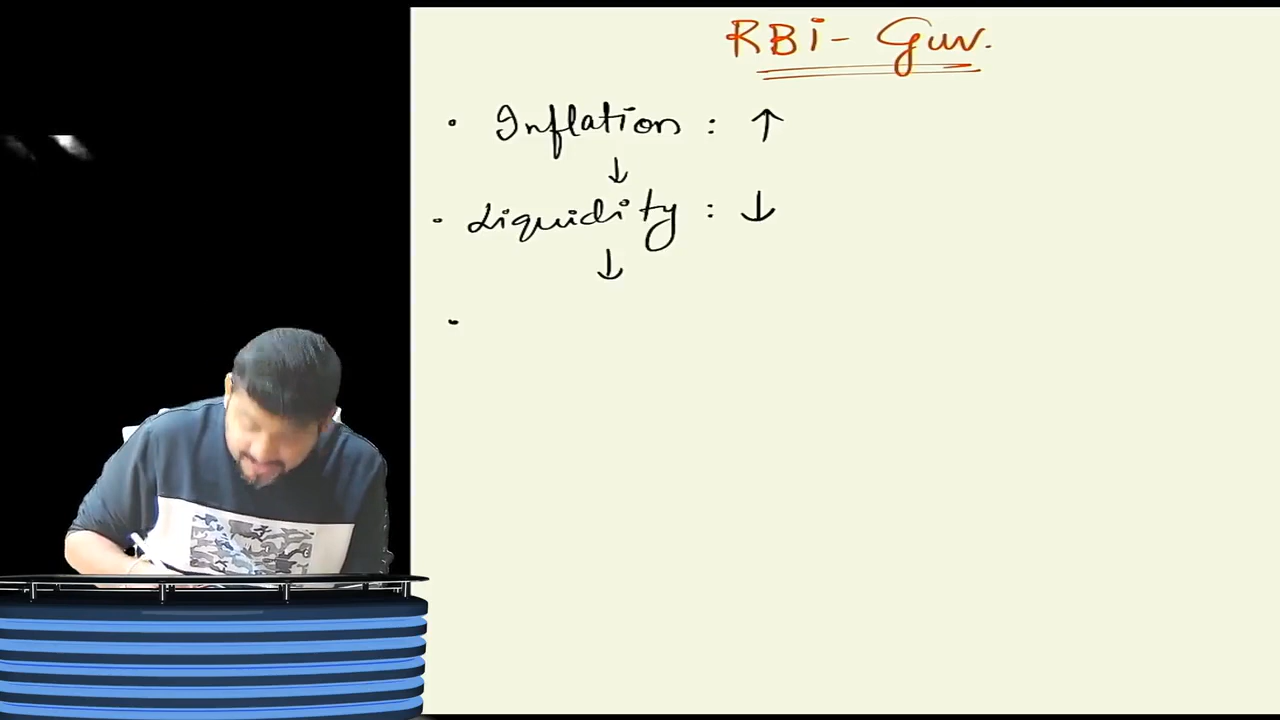 RBI - Guv.
• Inflation : ↑
↓
• Liquidity : ↓
↓
•